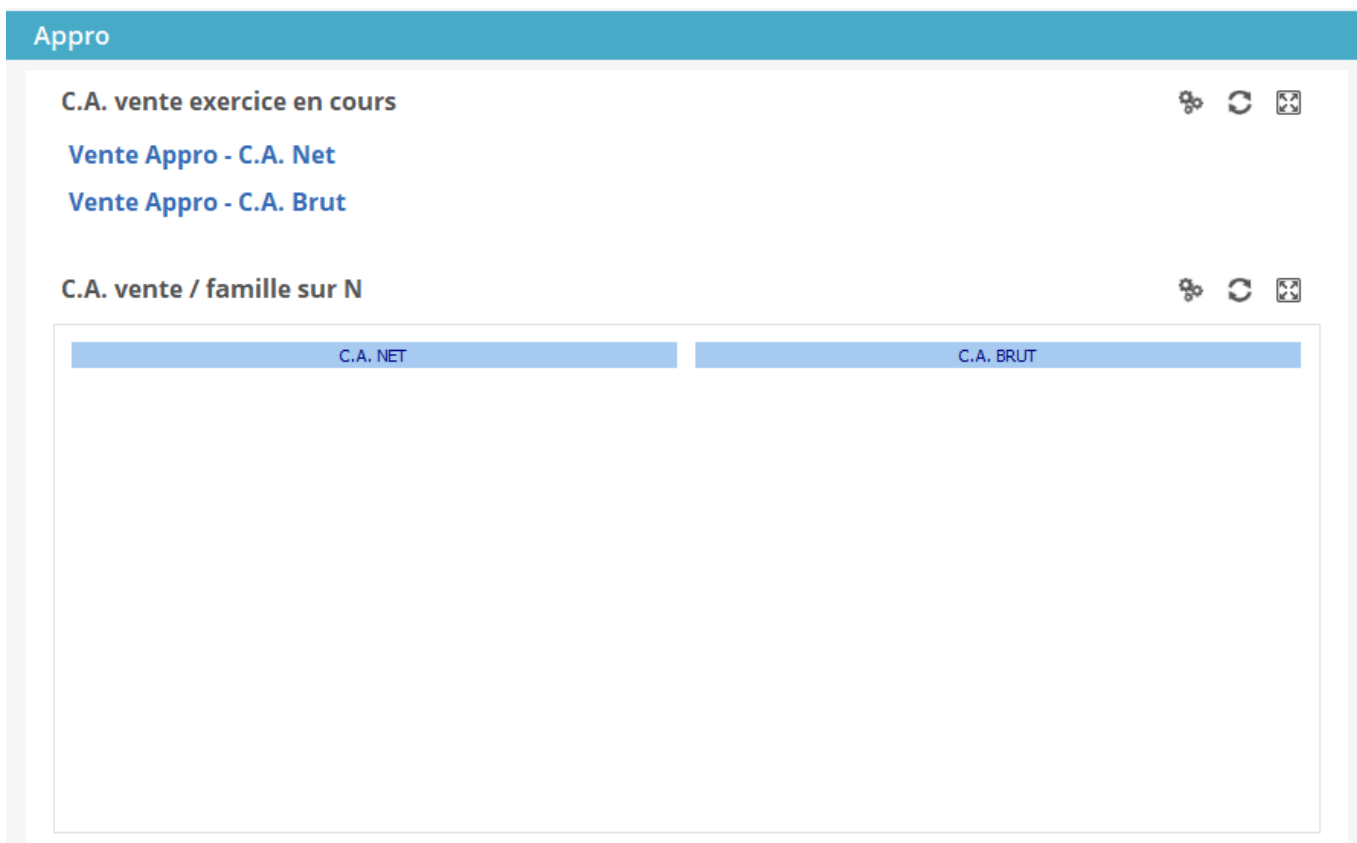 Appro
C.A. vente exercice en cours
Vente Appro - C.A. Net
Vente Appro - C.A. Brut
C.A. vente / famille sur N
C.A. NET
C.A. BRUT